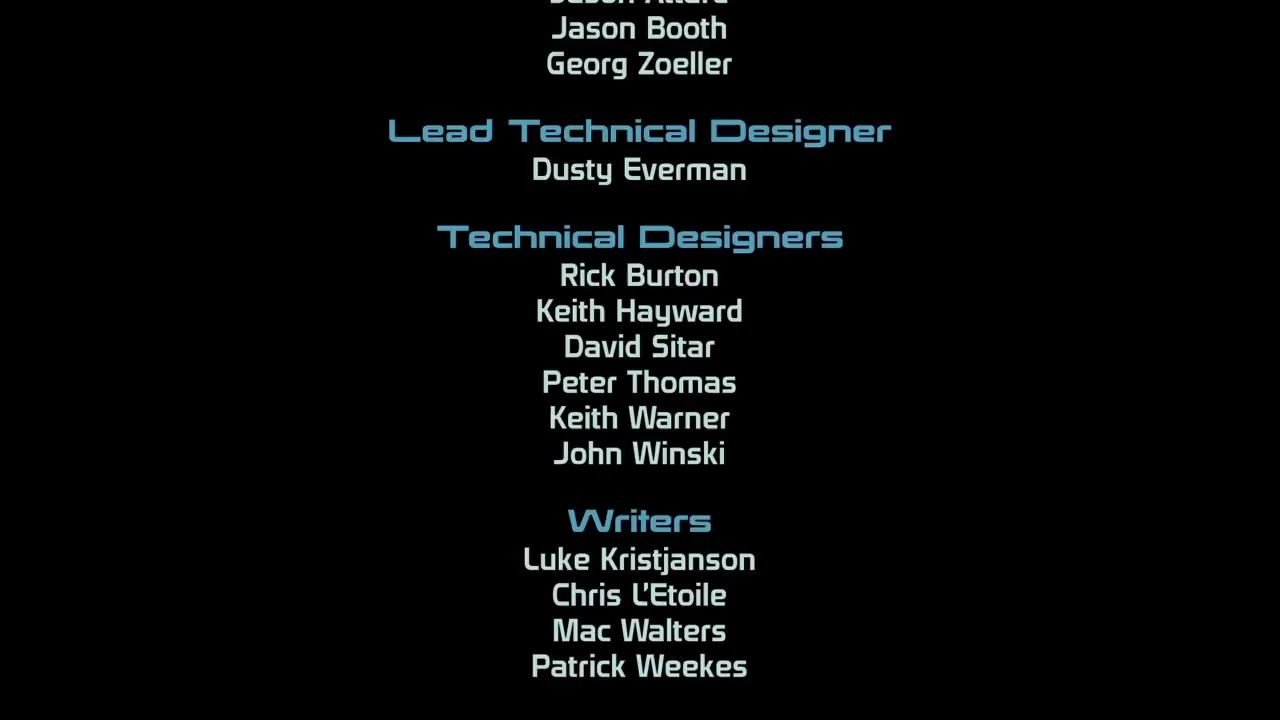 Jason Booth
Georg Zoeller
Lead Technical Designer
Dusty Everman
Technical Designers
Rick Burton
Keith Hayward
David Sitar
Peter Thomas
Keith Warner
John Winski
Writers
Luke Kristjanson
Chris L'Etoile
Mac Walters
Patrick Weekes